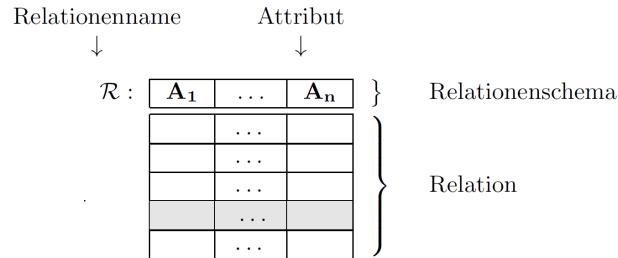 Relationenname Attribut
↓ ↓
ℛ : A₁ ... Aₙ } Relationenschema
...
...
... Relation
...
...